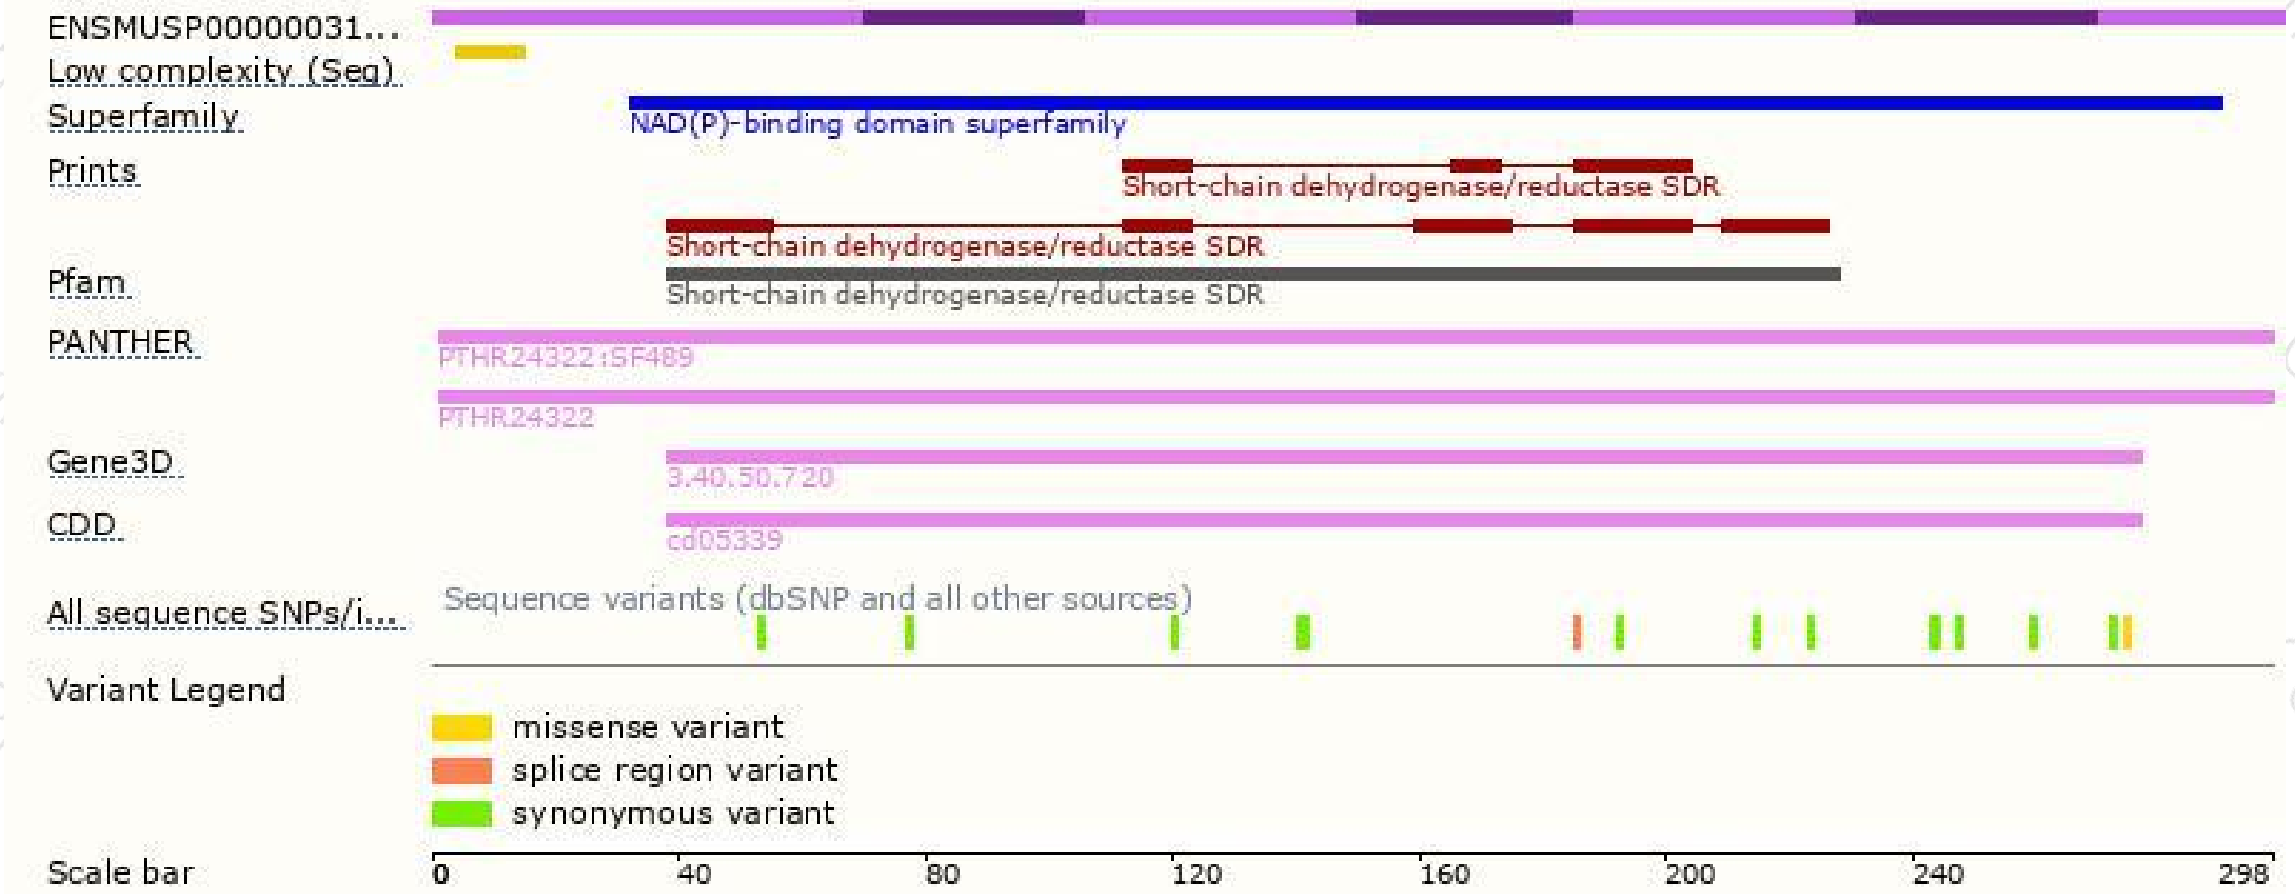 ENSMUSP00000031...
Low complexity (Seg)
Superfamily
NAD(P)-binding domain superfamily
Prints
Short-chain dehydrogenase/reductase SDR
Short-chain dehydrogenase/reductase SDR
Pfam
Short-chain dehydrogenase/reductase SDR
PANTHER
PTHR24322:SF489
PTHR24322
Gene3D
3.40.50.720
CDD
cd05339
Sequence variants (dbSNP and all other sources)
All sequence SNPs/i...
Variant Legend
missense variant
splice region variant
synonymous variant
Scale bar 0 40 80 120 160 200 240 298